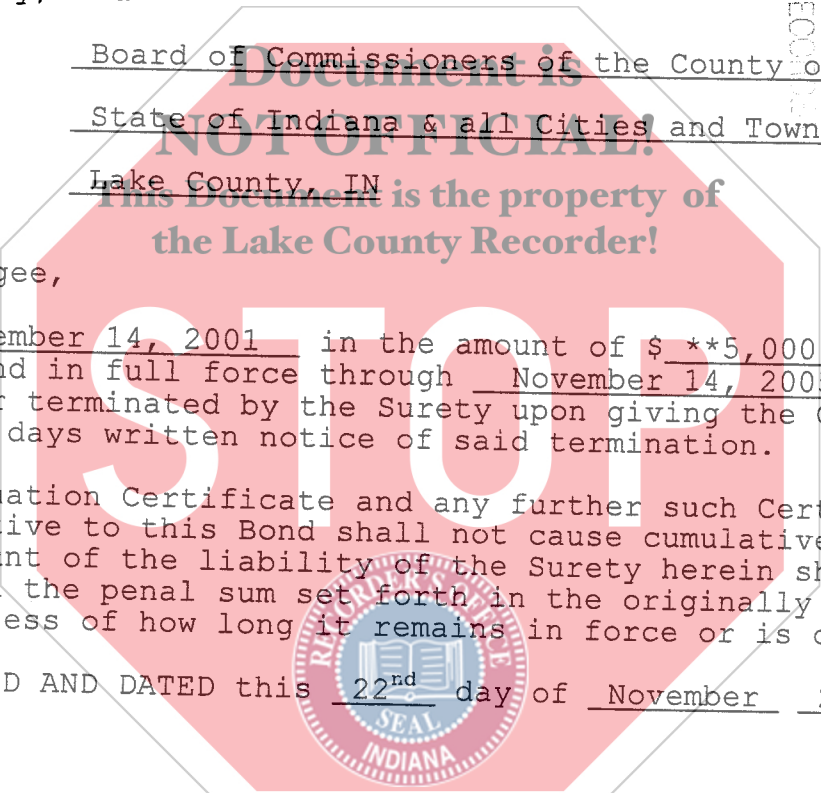 Board of Commissioners of the County o
State of Indiana & all Cities and Town
Lake County, IN
Document is
NOT OFFICIAL!
This Document is the property of
the Lake County Recorder!
gee,
ember 14, 2001 in the amount of $ **5,000
nd in full force through November 14, 200
r terminated by the Surety upon giving the
days written notice of said termination.
uation Certificate and any further such Cert
tive to this Bond shall not cause cumulative
nt of the liability of the Surety herein sh
the penal sum set forth in the originally
ess of how long it remains in force or is
D AND DATED this 22nd day of November
STOP
RECORDER'S OFFICE
SEAL
INDIANA